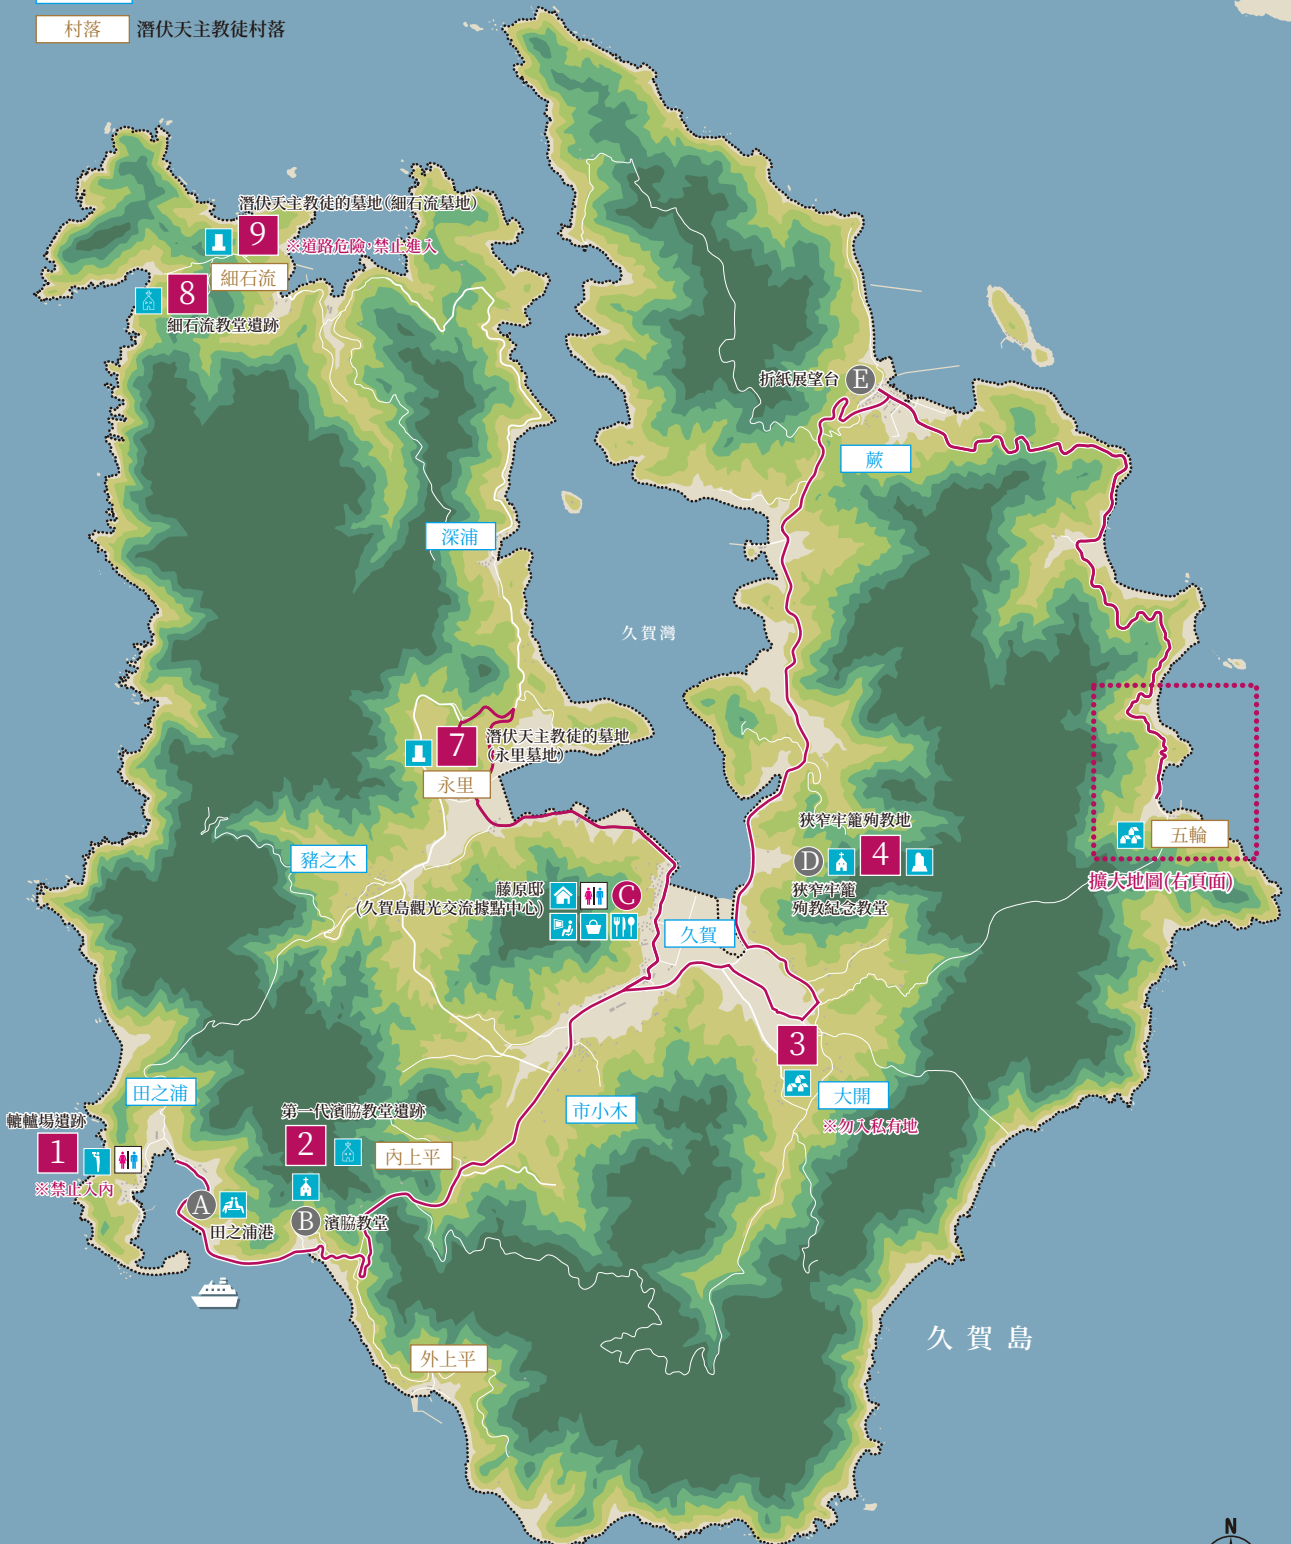 村落 潛伏天主教徒村落
潛伏天主教徒的墓地(細石流墓地)
9
※道路危險,禁止進入
細石流
8
細石流教堂遺跡
折紙展望台 E
蕨
深浦
久賀灣
7
潛伏天主教徒的墓地
(永里墓地)
永里
狹窄牢籠殉教地
五輪
豬之木
D 4
擴大地圖(右頁面)
藤原邸
(久賀島觀光交流據點中心)
C
狹窄牢籠
殉教紀念教堂
久賀
3
田之浦
大開
市小木
※勿入私有地
轆轤場遺跡
1
※禁止入內
第一代濱脇教堂遺跡
2
內上平
A
田之浦港
B 濱脇教堂
久賀島
外上平
N